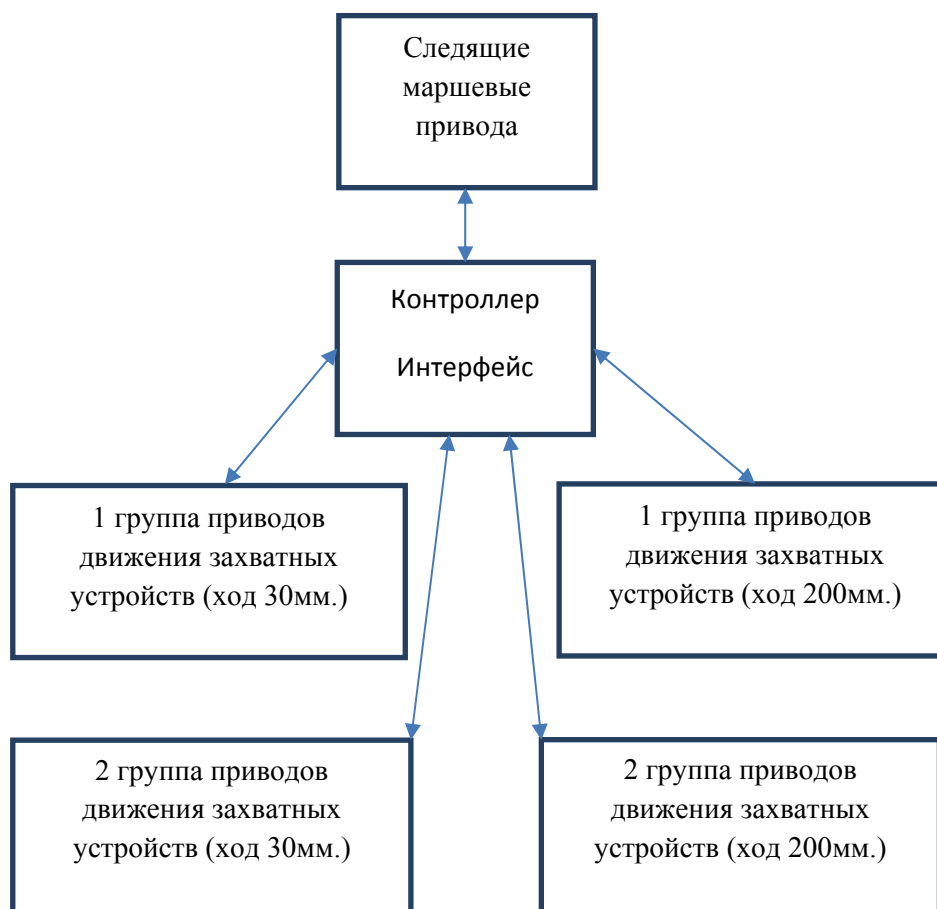 Следящие
маршевые
привода
Контроллер
Интерфейс
1 группа приводов
движения захватных
устройств (ход 30мм.)
1 группа приводов
движения захватных
устройств (ход 200мм.)
2 группа приводов
движения захватных
устройств (ход 30мм.)
2 группа приводов
движения захватных
устройств (ход 200мм.)